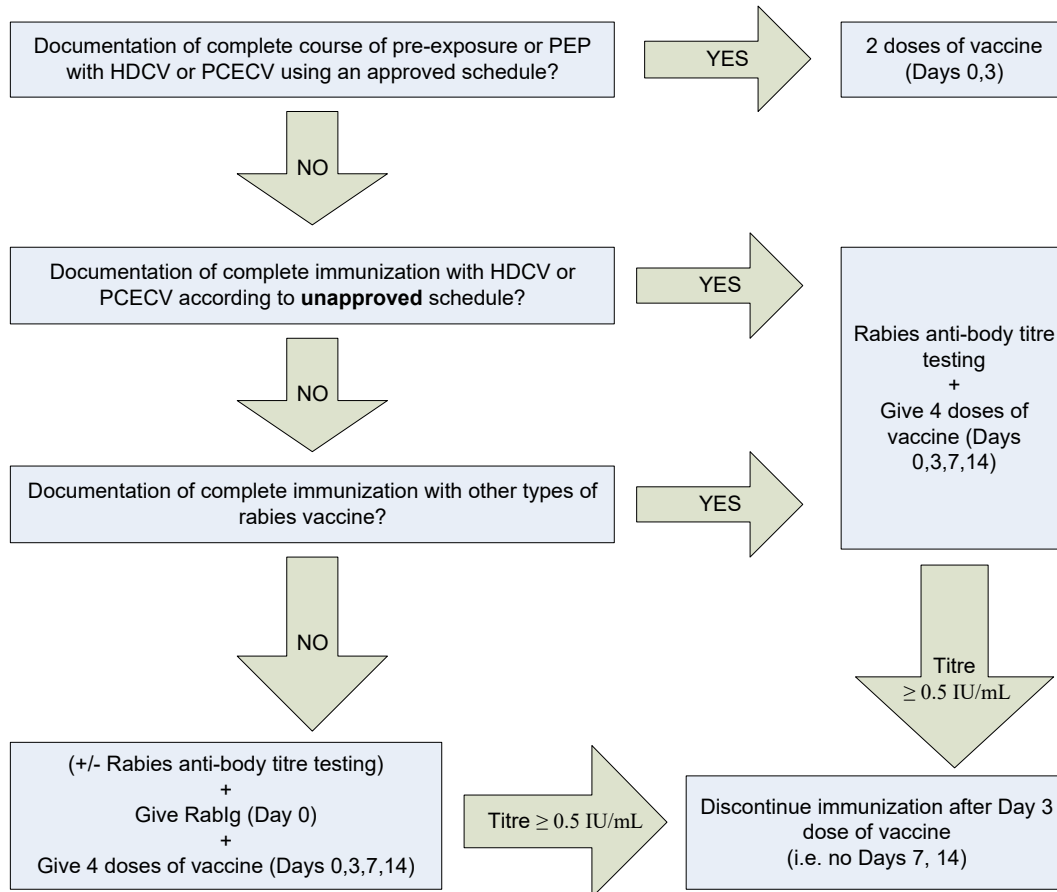 Documentation of complete course of pre-exposure or PEP
with HDCV or PCECV using an approved schedule?
YES
2 doses of vaccine
(Days 0,3)
NO
Documentation of complete immunization with HDCV or
PCECV according to unapproved schedule?
YES
Rabies anti-body titre
testing
+
Give 4 doses of
vaccine (Days
0,3,7,14)
NO
Documentation of complete immunization with other types of
rabies vaccine?
YES
NO
Titre
≥ 0.5 IU/mL
(+/- Rabies anti-body titre testing)
+
Give RabIg (Day 0)
+
Give 4 doses of vaccine (Days 0,3,7,14)
Titre ≥ 0.5 IU/mL
Discontinue immunization after Day 3
dose of vaccine
(i.e. no Days 7, 14)